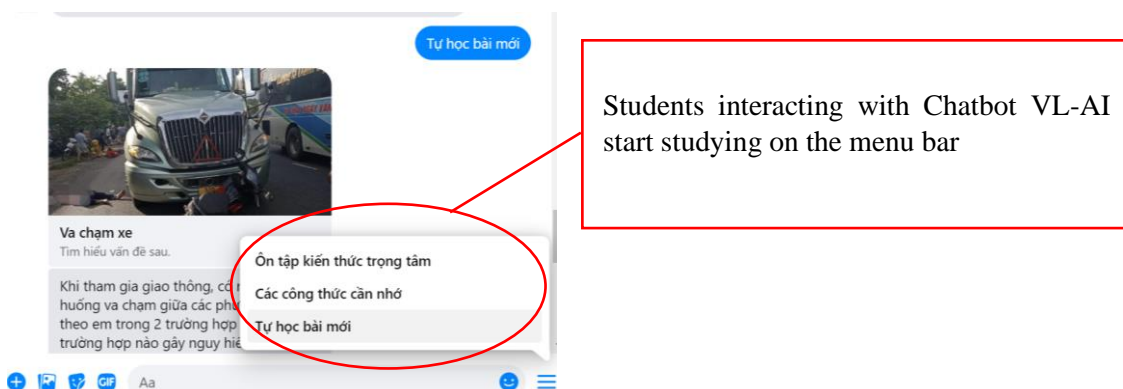 Tự học bài mới
Students interacting with Chatbot VL-AI
start studying on the menu bar
Va chạm xe
Tìm hiểu vấn đề sau.
Khi tham gia giao thông, có
huống va chạm giữa các
theo em trong 2 trường hợp
trường hợp nào gây nguy
Ôn tập kiến thức trọng tâm
Các công thức cần nhớ
Tự học bài mới
GIF
Aa